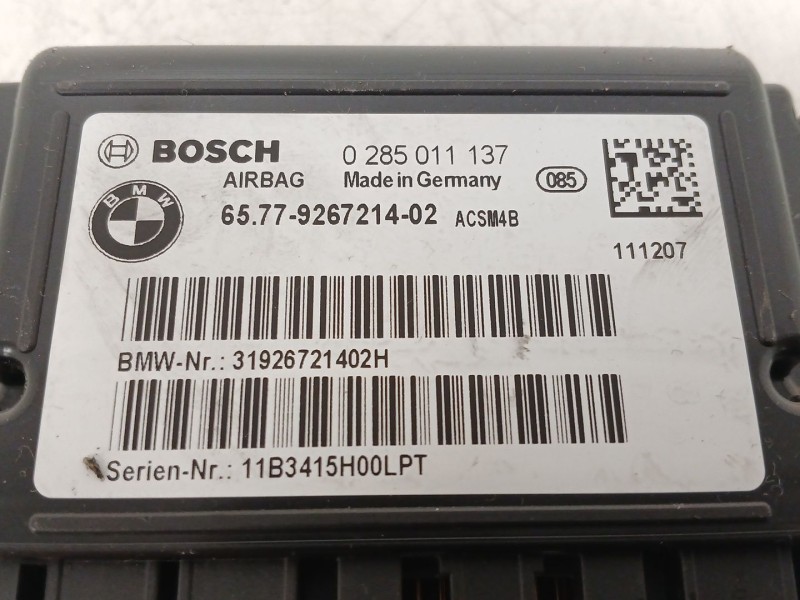 BOSCH 0 285 011 137
AIRBAG Made in Germany 085
BMW
65.77-9267214-02 ACSM4B
111207
BMW-Nr.: 31926721402H
Serien-Nr.: 11B3415H00LPT